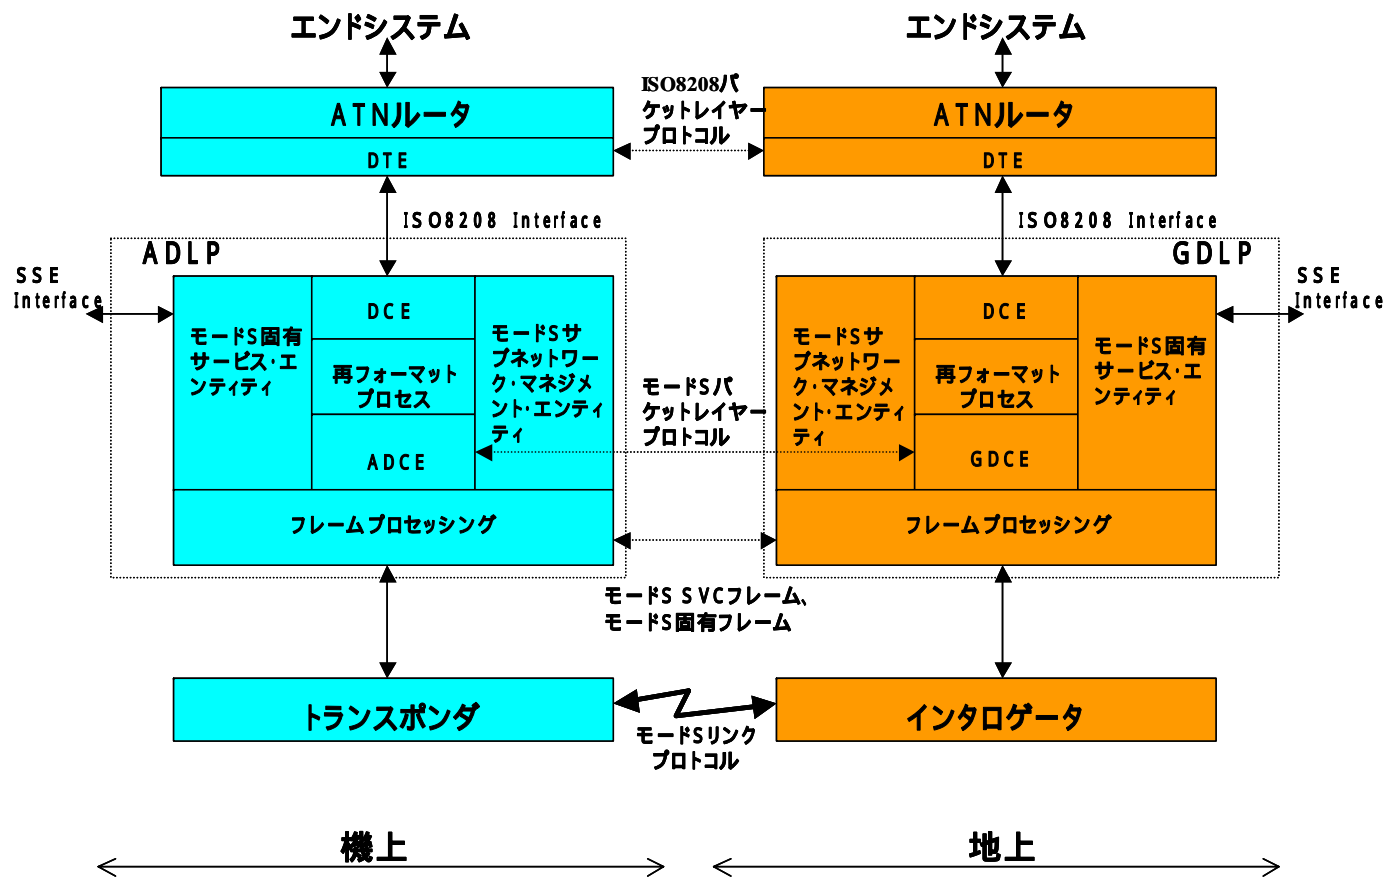 エンドシステム
エンドシステム
ATNルータ
DTE
ISO8208パ
ケットレイヤー
プロトコル
ATNルータ
DTE
ISO8208 Interface
ISO8208 Interface
ADLP
GDLP
SSE
Interface
SSE
Interface
モードS固有
サービス・エ
ンティティ
DCE
再フォーマット
プロセス
ADCE
モードSサ
ブネットワー
ク・マネジメ
ント・エンティ
ティ
フレームプロセッシング
モードSパ
ケットレイヤー
プロトコル
モードSサ
ブネットワー
ク・マネジメ
ント・エンティ
ティ
DCE
再フォーマット
プロセス
GDCE
モードS固有
サービス・エ
ンティティ
フレームプロセッシング
モードS SVCフレーム、
モードS固有フレーム
トランスポンダ
インタロゲータ
モードSリンク
プロトコル
機上
地上